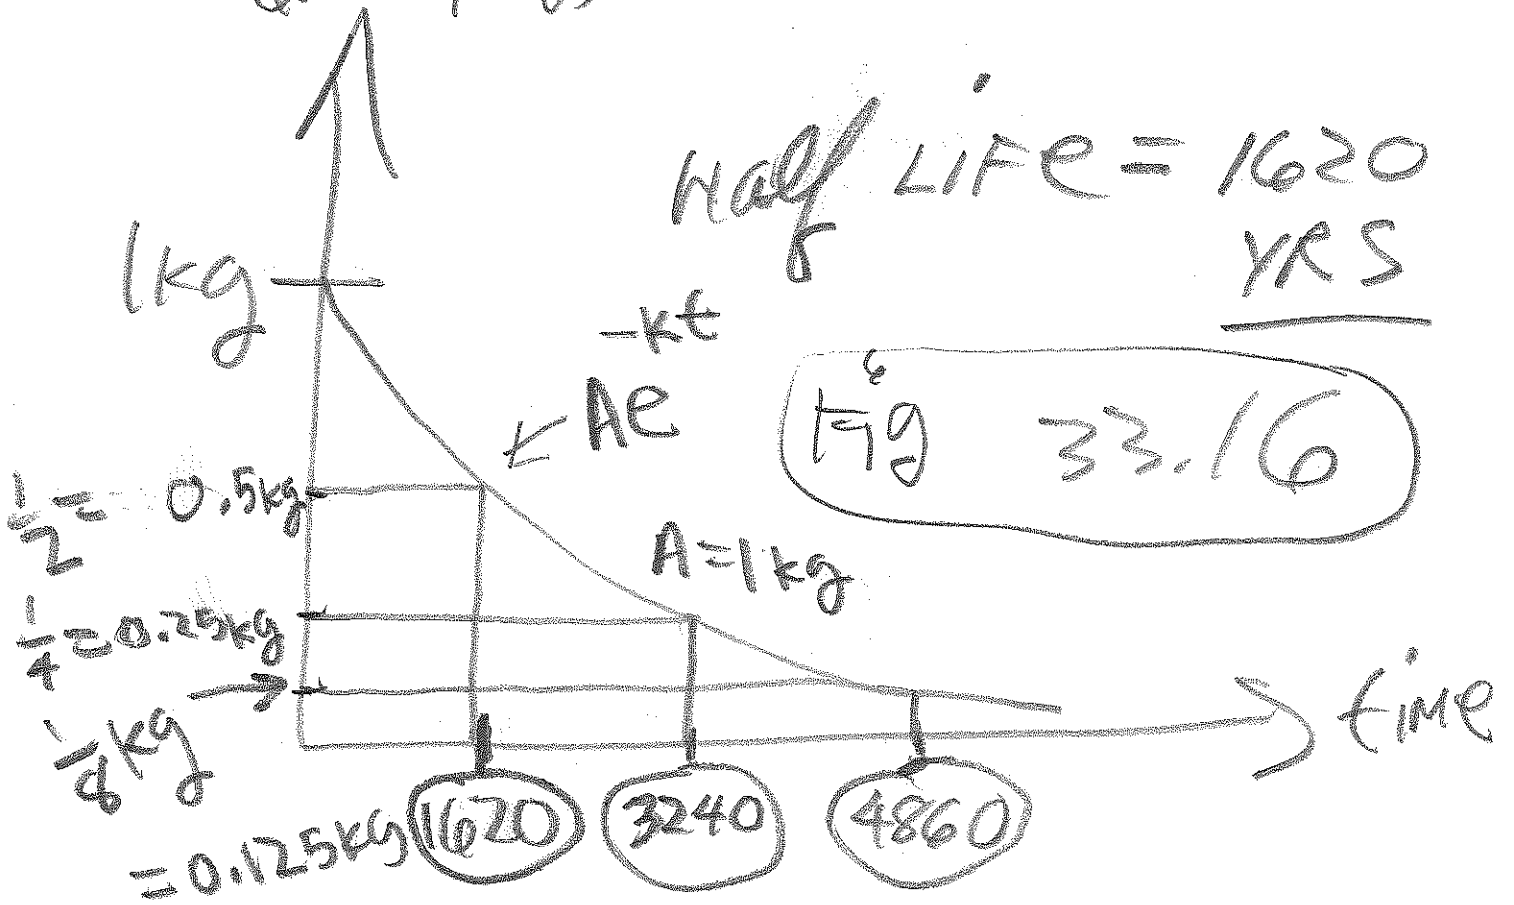 Half LIFE = 1620
YRS
1kg
-kt
Ae
Fig 33.16
1/2 = 0.5kg
A=1kg
1/4 = 0.25kg
1/8 kg
time
= 0.125kg
1620
3240
4860